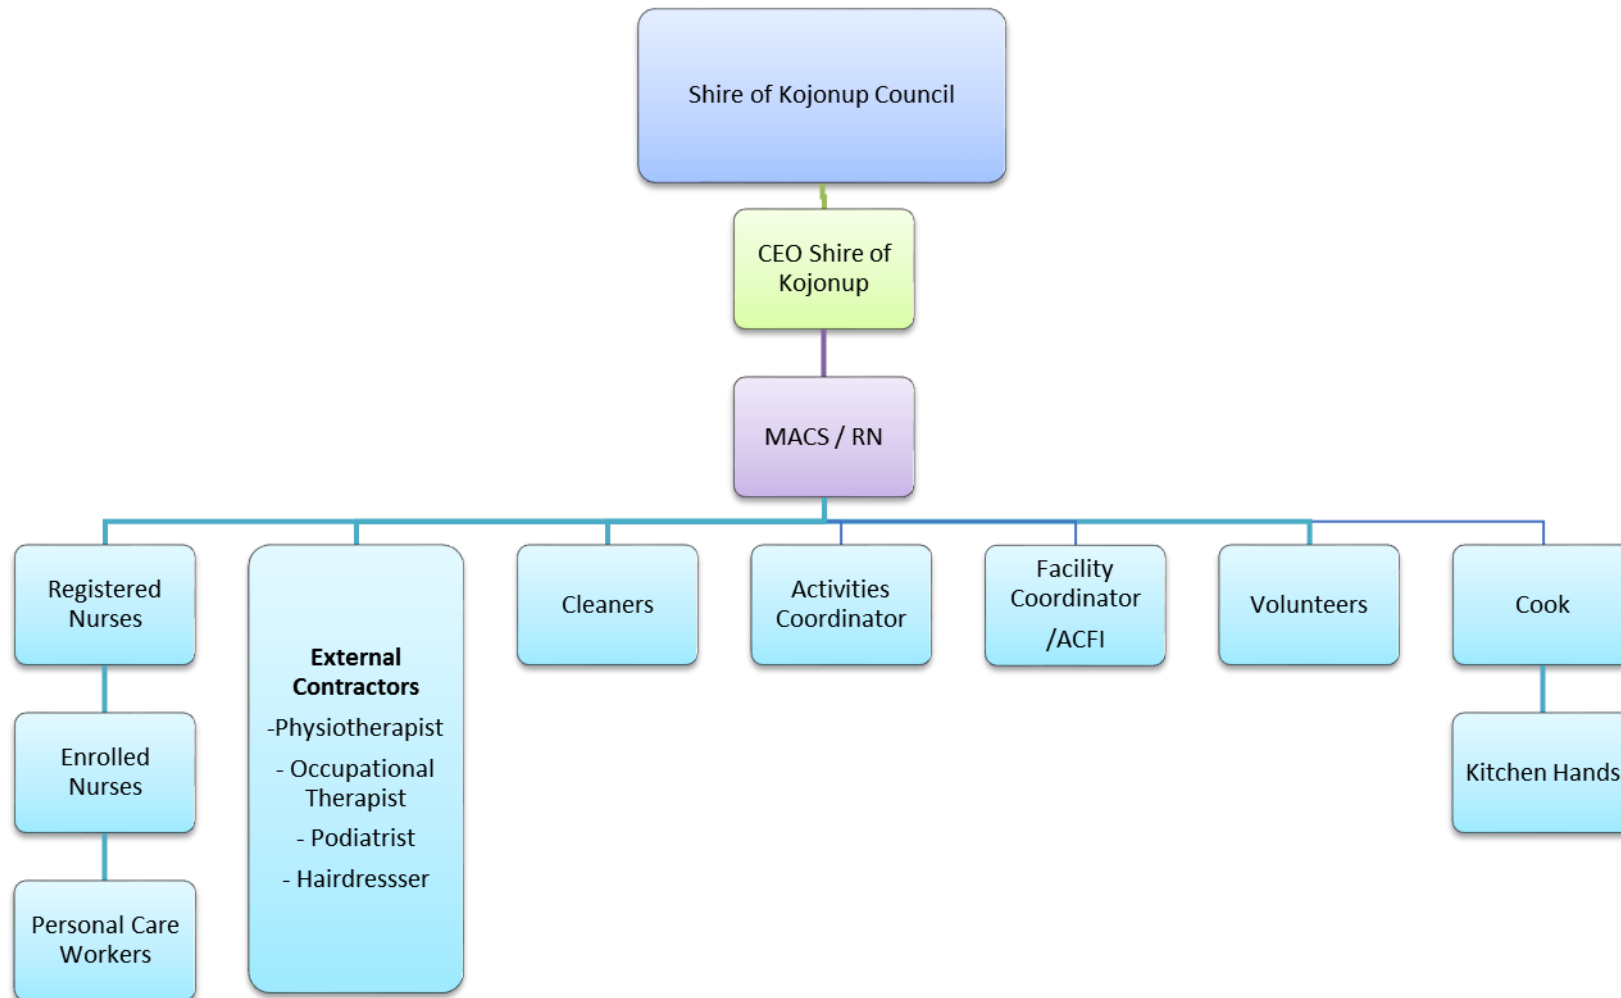 Shire of Kojonup Council
CEO Shire of
Kojonup
MACS / RN
Registered
Nurses
External
Contractors
-Physiotherapist
- Occupational
Therapist
- Podiatrist
- Hairdressser
Cleaners
Activities
Coordinator
Facility
Coordinator
/ACFI
Volunteers
Cook
Enrolled
Nurses
Kitchen Hands
Personal Care
Workers